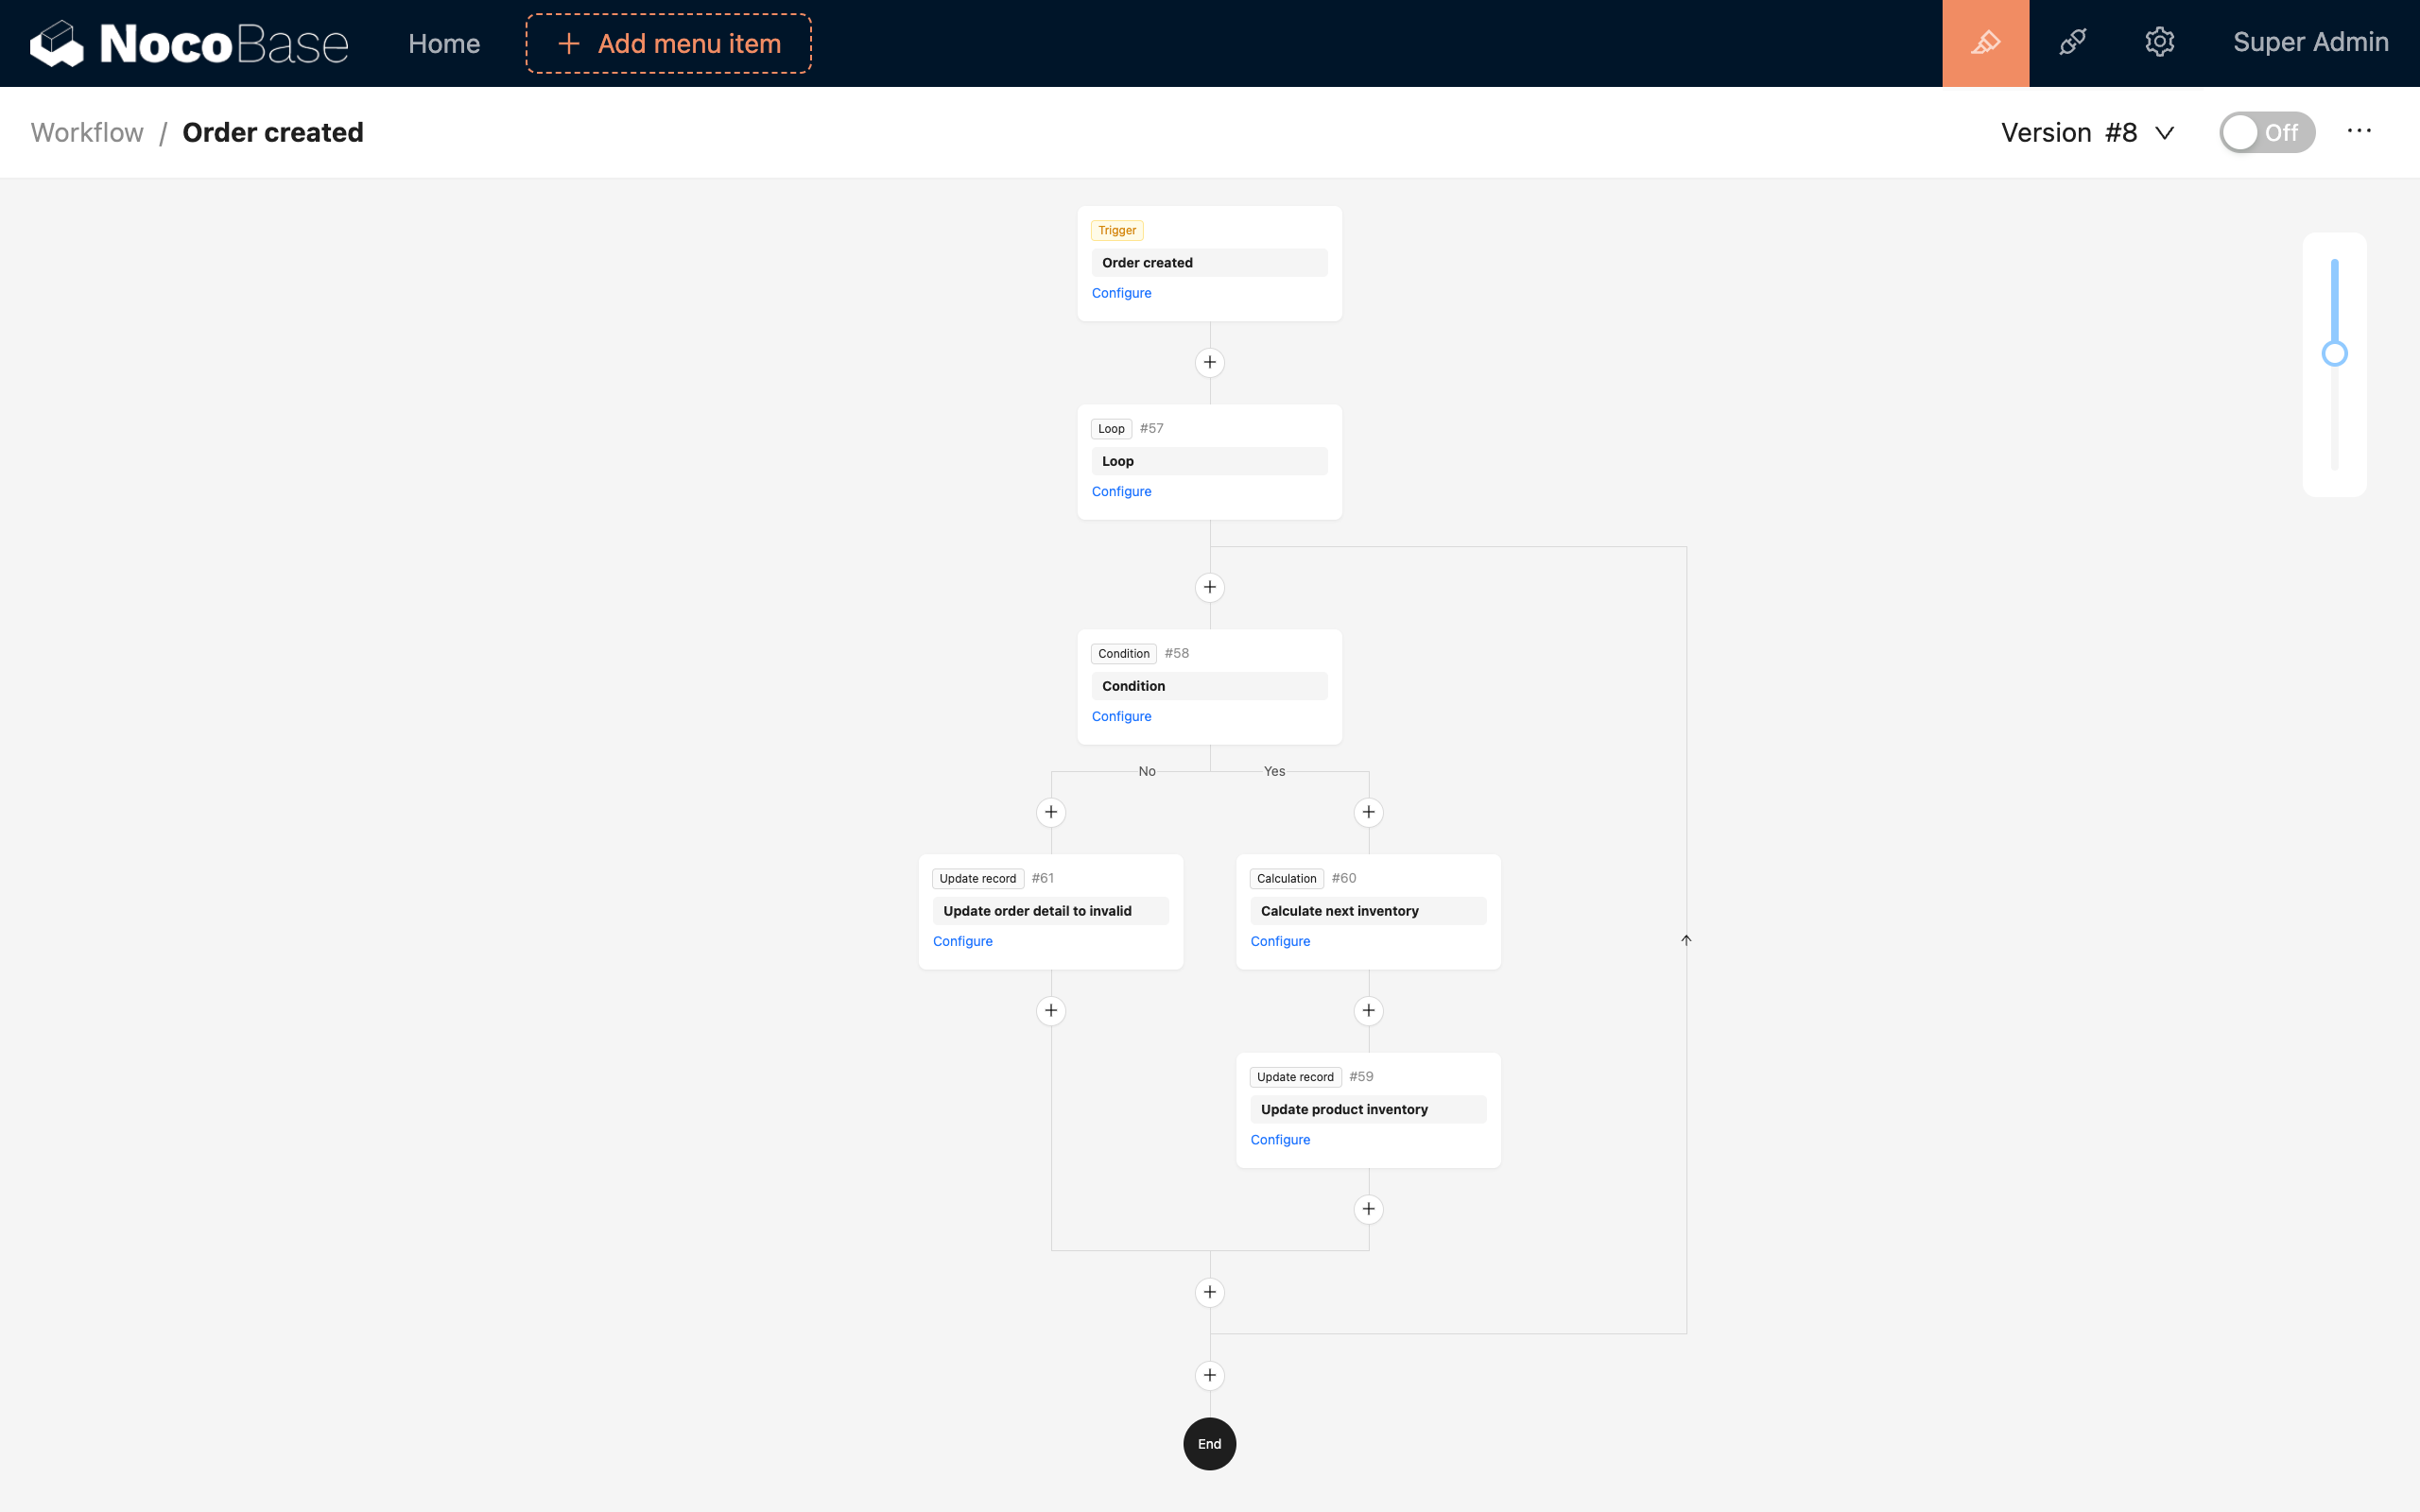 NocoBase Home + Add menu item Super Admin
Workflow / Order created Version #8 Off ···
Trigger
Order created
Configure
Loop #57
Loop
Configure
Condition #58
Condition
Configure
No Yes
Update record #61
Update order detail to invalid
Configure
Calculation #60
Calculate next inventory
Configure
Update record #59
Update product inventory
Configure
End